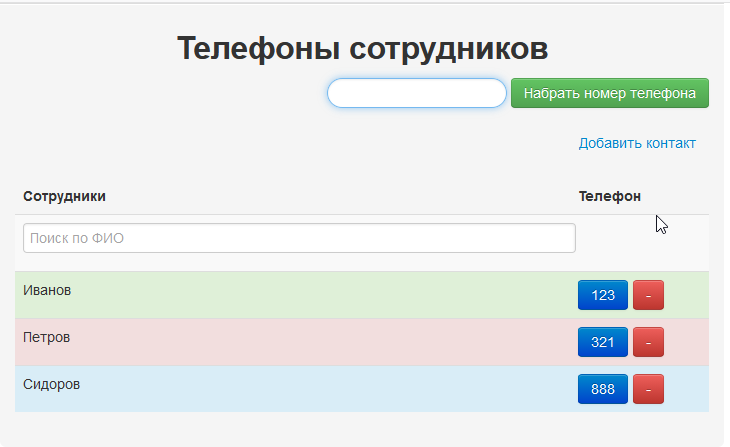 Телефоны сотрудников
Набрать номер телефона
Добавить контакт
Сотрудники Телефон
Поиск по ФИО
Иванов 123 -
Петров 321 -
Сидоров 888 -